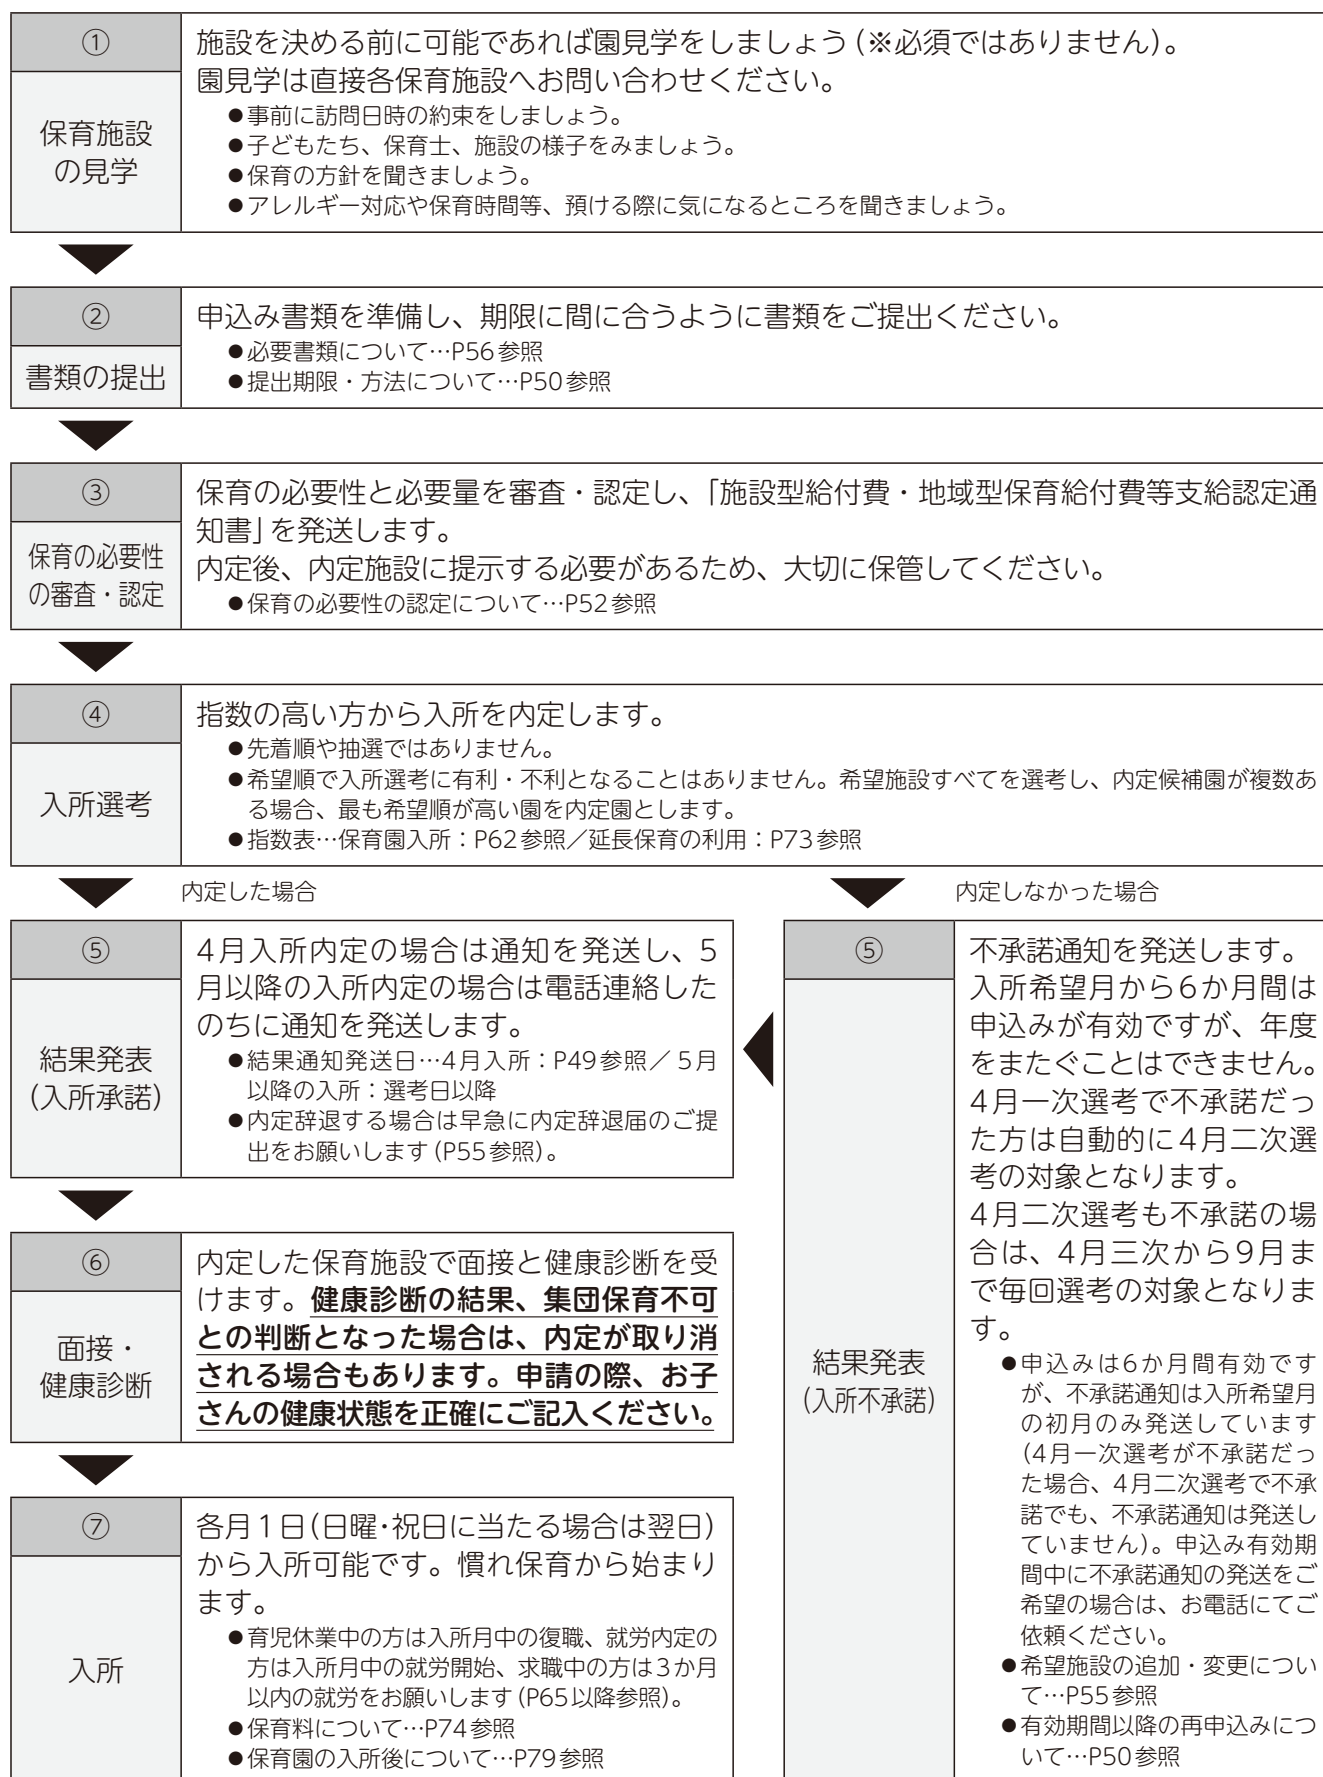 ①
保育施設
の見学
施設を決める前に可能であれば園見学をしましょう(※必須ではありません)。
園見学は直接各保育施設へお問い合わせください。
●事前に訪問日時の約束をしましょう。
●子どもたち、保育士、施設の様子をみましょう。
●保育の方針を聞きましょう。
●アレルギー対応や保育時間等、預ける際に気になるところを聞きましょう。
②
書類の提出
申込み書類を準備し、期限に間に合うように書類をご提出ください。
●必要書類について…P56参照
●提出期限・方法について…P50参照
③
保育の必要性
の審査・認定
保育の必要性と必要量を審査・認定し、「施設型給付費・地域型保育給付費等支給認定通
知書」を発送します。
内定後、内定施設に提示する必要があるため、大切に保管してください。
●保育の必要性の認定について…P52参照
④
入所選考
指数の高い方から入所を内定します。
●先着順や抽選ではありません。
●希望順で入所選考に有利・不利となることはありません。希望施設すべてを選考し、内定候補園が複数あ
る場合、最も希望順が高い園を内定園とします。
●指数表…保育園入所：P62参照／延長保育の利用：P73参照
内定した場合
⑤
結果発表
(入所承諾)
4月入所内定の場合は通知を発送し、5
月以降の入所内定の場合は電話連絡した
のちに通知を発送します。
●結果通知発送日…4月入所：P49参照／5月
以降の入所：選考日以降
●内定辞退する場合は早急に内定辞退届のご提
出をお願いします(P55参照)。
⑥
面接・
健康診断
内定した保育施設で面接と健康診断を受
けます。健康診断の結果、集団保育不可
との判断となった場合は、内定が取り消
される場合もあります。申請の際、お子
さんの健康状態を正確にご記入ください。
⑦
入所
各月1日(日曜･祝日に当たる場合は翌日)
から入所可能です。慣れ保育から始まり
ます。
●育児休業中の方は入所月中の復職、就労内定の
方は入所月中の就労開始、求職中の方は3か月
以内の就労をお願いします(P65以降参照)。
●保育料について…P74参照
●保育園の入所後について…P79参照
内定しなかった場合
⑤
結果発表
(入所不承諾)
不承諾通知を発送します。
入所希望月から6か月間は
申込みが有効ですが、年度
をまたぐことはできません。
4月一次選考で不承諾だっ
た方は自動的に4月二次選
考の対象となります。
4月二次選考も不承諾の場
合は、4月三次から9月ま
で毎回選考の対象となりま
す。
●申込みは6か月間有効です
が、不承諾通知は入所希望月
の初月のみ発送しています
(4月一次選考が不承諾だっ
た場合、4月二次選考で不承
諾でも、不承諾通知は発送し
ていません)。申込み有効期
間中に不承諾通知の発送をご
希望の場合は、お電話にてご
依頼ください。
●希望施設の追加・変更につい
て…P55参照
●有効期間以降の再申込みにつ
いて…P50参照